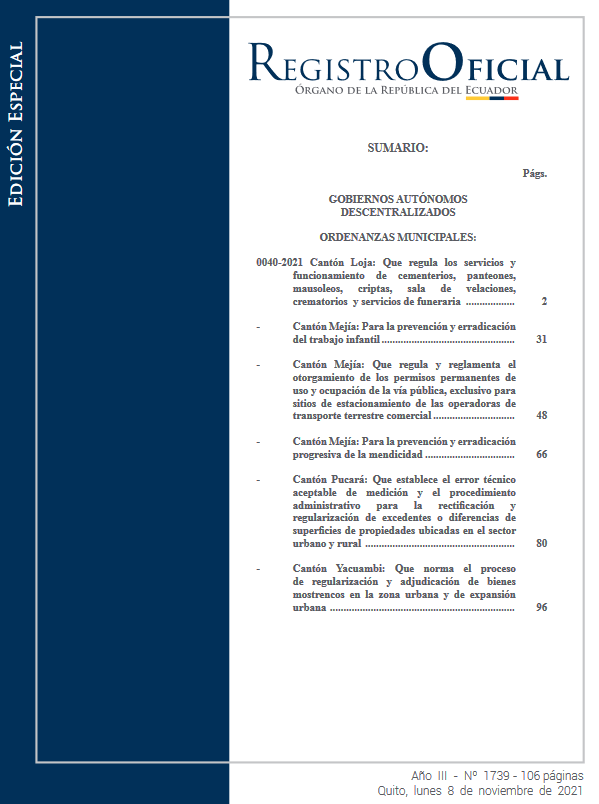 EDICIÓN ESPECIAL
REGISTRO OFICIAL
ÓRGANO DE LA REPÚBLICA DEL ECUADOR
SUMARIO:
Págs.
GOBIERNOS AUTÓNOMOS
DESCENTRALIZADOS
ORDENANZAS MUNICIPALES:
0040-2021 Cantón Loja: Que regula los servicios y
funcionamiento de cementerios, panteones,
mausoleos, criptas, sala de velaciones,
crematorios y servicios de funeraria .................. 2
- Cantón Mejía: Para la prevención y erradicación
del trabajo infantil ................................................. 31
- Cantón Mejía: Que regula y reglamenta el
otorgamiento de los permisos permanentes de
uso y ocupación de la vía pública, exclusivo para
sitios de estacionamiento de las operadoras de
transporte terrestre comercial .............................. 48
- Cantón Mejía: Para la prevención y erradicación
progresiva de la mendicidad ................................. 66
- Cantón Pucará: Que establece el error técnico
aceptable de medición y el procedimiento
administrativo para la rectificación y
regularización de excedentes o diferencias de
superficies de propiedades ubicadas en el sector
urbano y rural ....................................................... 80
- Cantón Yacuambi: Que norma el proceso
de regularización y adjudicación de bienes
mostrencos en la zona urbana y de expansión
urbana .................................................................... 96
Año III - Nº 1739 - 106 páginas
Quito, lunes 8 de noviembre de 2021